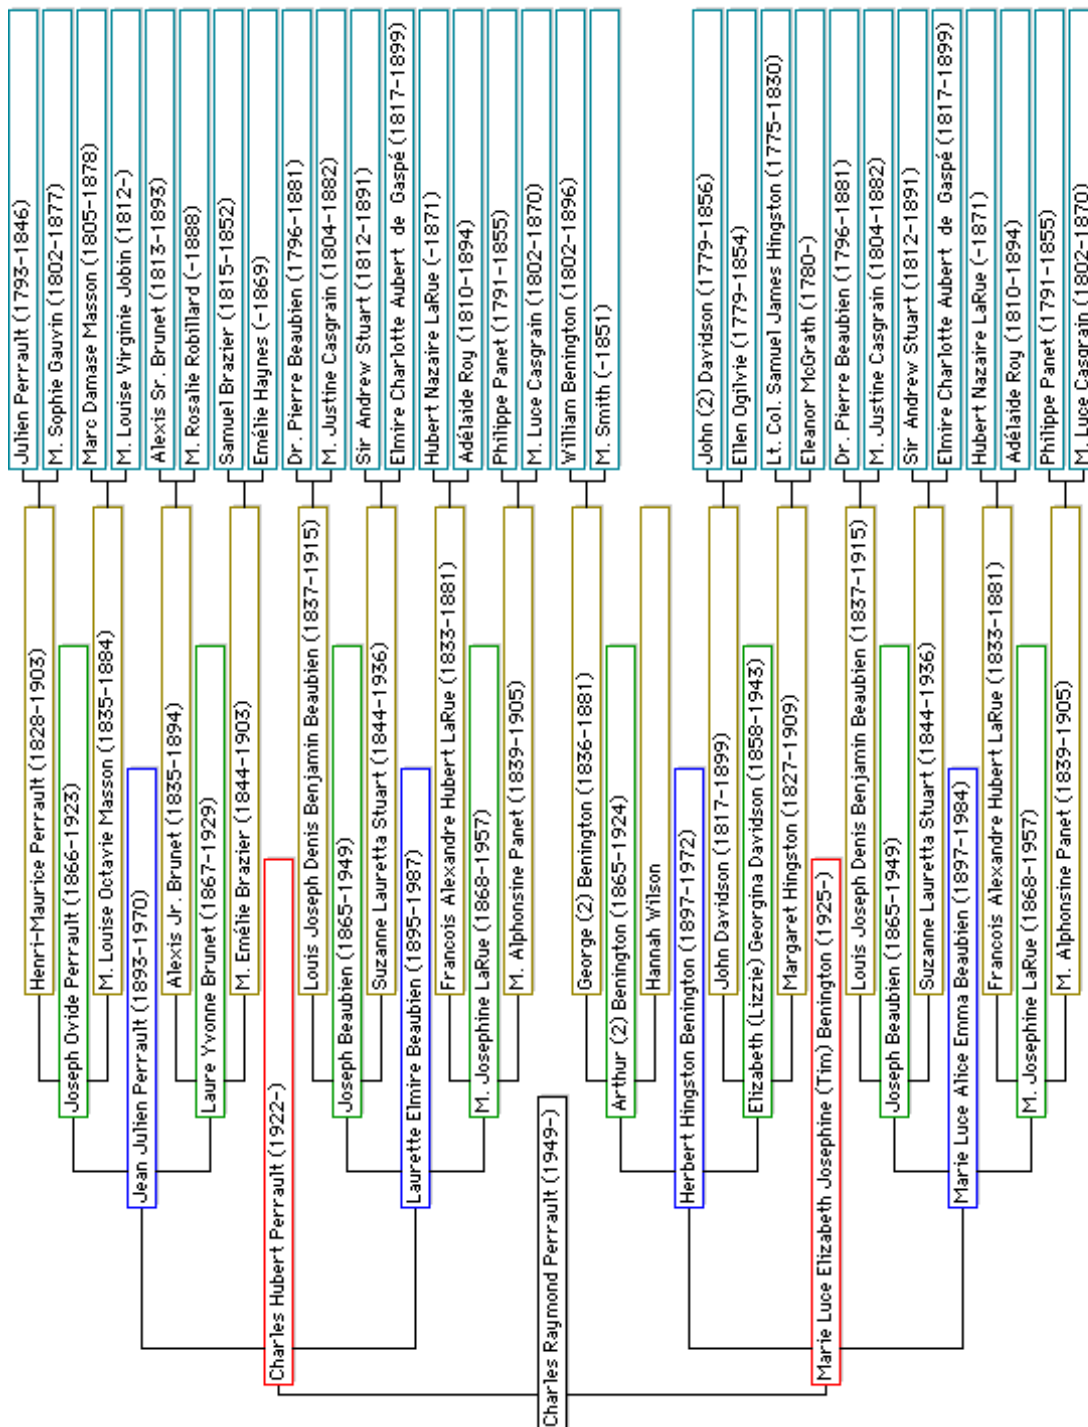 Julien Perrault (1793-1846)
M. Sophie Gauvin (1802-1877)
Marc Damase Masson (1805-1878)
M. Louise Virginie Jobin (1812-)
Alexis Sr. Brunet (1813-1893)
M. Rosalie Robillard (-1888)
Samuel Brazier (1815-1852)
Emélie Haynes (-1869)
Dr. Pierre Beaubien (1796-1881)
M. Justine Casgrain (1804-1882)
Sir Andrew Stuart (1812-1891)
Elmire Charlotte Aubert de Gaspé (1817-1899)
Hubert Nazaire LaRue (-1871)
Adélaide Roy (1810-1894)
Philippe Panet (1791-1855)
M. Luce Casgrain (1802-1870)
William Benington (1802-1896)
M. Smith (-1851)
John (2) Davidson (1779-1856)
Ellen Ogilvie (1779-1854)
Lt. Col. Samuel James Hingston (1775-1830)
Eleanor McGrath (1780-)
Dr. Pierre Beaubien (1796-1881)
M. Justine Casgrain (1804-1882)
Sir Andrew Stuart (1812-1891)
Elmire Charlotte Aubert de Gaspé (1817-1899)
Hubert Nazaire LaRue (-1871)
Adélaide Roy (1810-1894)
Philippe Panet (1791-1855)
M. Luce Casgrain (1802-1870)
Henri-Maurice Perrault (1828-1903)
M. Louise Octavie Masson (1835-1884)
Alexis Jr. Brunet (1835-1894)
M. Emélie Brazier (1844-1903)
Louis Joseph Denis Benjamin Beaubien (1837-1915)
Suzanne Lauretta Stuart (1844-1936)
Francois Alexandre Hubert LaRue (1833-1881)
M. Alphonsine Panet (1839-1905)
George (2) Benington (1836-1881)
Hannah Wilson
John Davidson (1817-1899)
Margaret Hingston (1827-1909)
Louis Joseph Denis Benjamin Beaubien (1837-1915)
Suzanne Lauretta Stuart (1844-1936)
Francois Alexandre Hubert LaRue (1833-1881)
M. Alphonsine Panet (1839-1905)
Joseph Ovide Perrault (1866-1923)
Laure Yvonne Brunet (1867-1929)
Joseph Beaubien (1865-1949)
M. Josephine LaRue (1868-1957)
Arthur (2) Benington (1865-1924)
Elizabeth (Lizzie) Georgina Davidson (1858-1943)
Joseph Beaubien (1865-1949)
M. Josephine LaRue (1868-1957)
Jean Julien Perrault (1893-1970)
Laurette Elmire Beaubien (1895-1987)
Herbert Hingston Benington (1897-1972)
Marie Luce Alice Emma Beaubien (1897-1984)
Charles Hubert Perrault (1922-)
Marie Luce Elizabeth Josephine (Tim) Benington (1925-)
Charles Raymond Perrault (1949-)